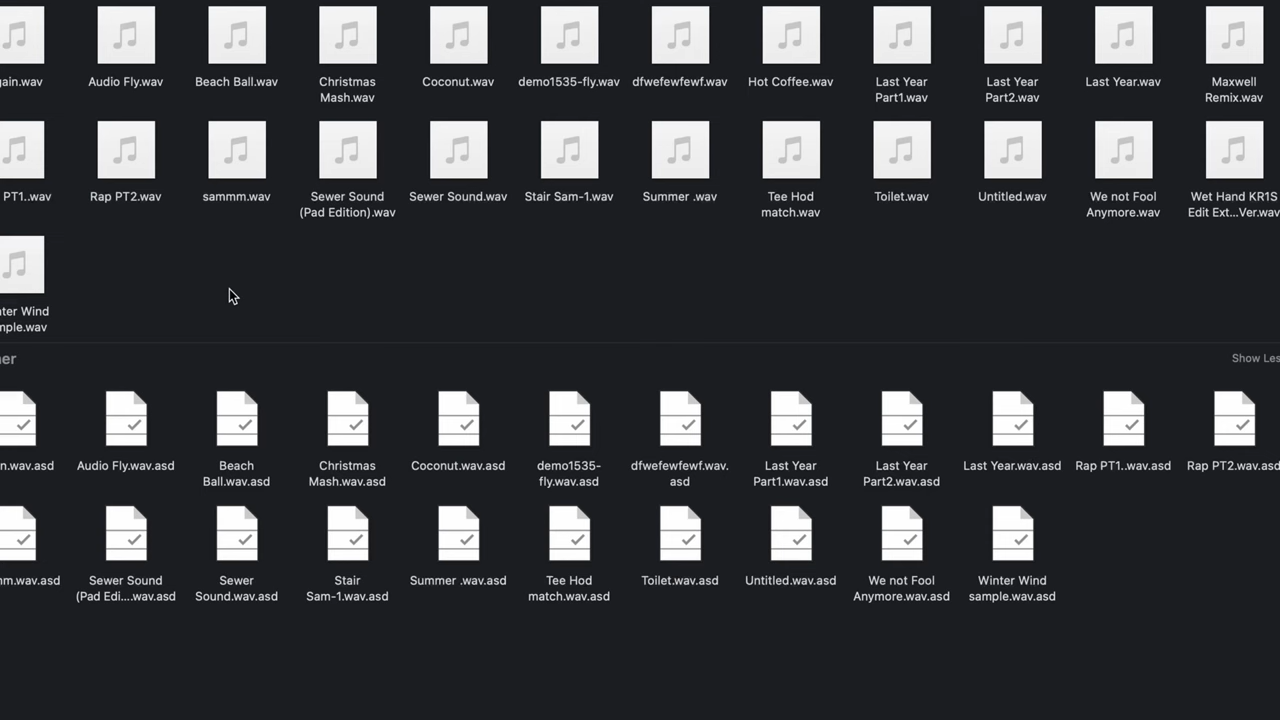 gain.wav Audio Fly.wav Beach Ball.wav Christmas Coconut.wav demo1535-fly.wav dfwefewfewf.wav Hot Coffee.wav Last Year Last Year Last Year.wav Maxwell
Mash.wav Part1.wav Part2.wav Remix.wav
PT1..wav Rap PT2.wav sammm.wav Sewer Sound Sewer Sound.wav Stair Sam-1.wav Summer .wav Tee Hod Toilet.wav Untitled.wav We not Fool Wet Hand KR1S
(Pad Edition).wav match.wav Anymore.wav Edit Ext...Ver.wav
nter Wind
mple.wav
her Show Les
n.wav.asd Audio Fly.wav.asd Beach Christmas Coconut.wav.asd demo1535- dfwefewfewf.wav. Last Year Last Year Last Year.wav.asd Rap PT1..wav.asd Rap PT2.wav.asd
Ball.wav.asd Mash.wav.asd fly.wav.asd asd Part1.wav.asd Part2.wav.asd
nm.wav.asd Sewer Sound Sewer Stair Summer .wav.asd Tee Hod Toilet.wav.asd Untitled.wav.asd We not Fool Winter Wind
(Pad Edi....wav.asd Sound.wav.asd Sam-1.wav.asd match.wav.asd Anymore.wav.asd sample.wav.asd